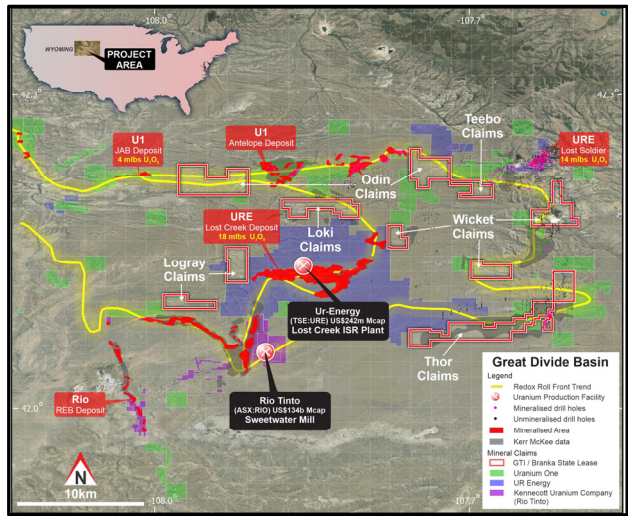 -108.0
-107.7
WYOMING
PROJECT
AREA
42.3
42.3
U1
JAB Deposit
4 mlbs U₃O₈
U1
Antelope Deposit
Teebo
Claims
URE
Lost Soldier
14 mlbs U₃O₈
Odin
Claims
URE
Lost Creek Deposit
18 mlbs U₃O₈
Loki
Claims
Wicket
Claims
Logray
Claims
Ur-Energy
(TSE:URE) US$242m Mcap
Lost Creek ISR Plant
Thor
Claims
Rio Tinto
(ASX:RIO) US$134b Mcap
Sweetwater Mill
Rio
REB Deposit
42.0
N
10km
-108.0
-107.7
Great Divide Basin
Legend
Redox Roll Front Trend
Uranium Production Facility
Mineralised drill holes
Unmineralised drill holes
Mineralised Area
Kerr McKee data
Mineral Claims
GTI / Branka State Lease
Uranium One
UR Energy
Kennecott Uranium Company
(Rio Tinto)